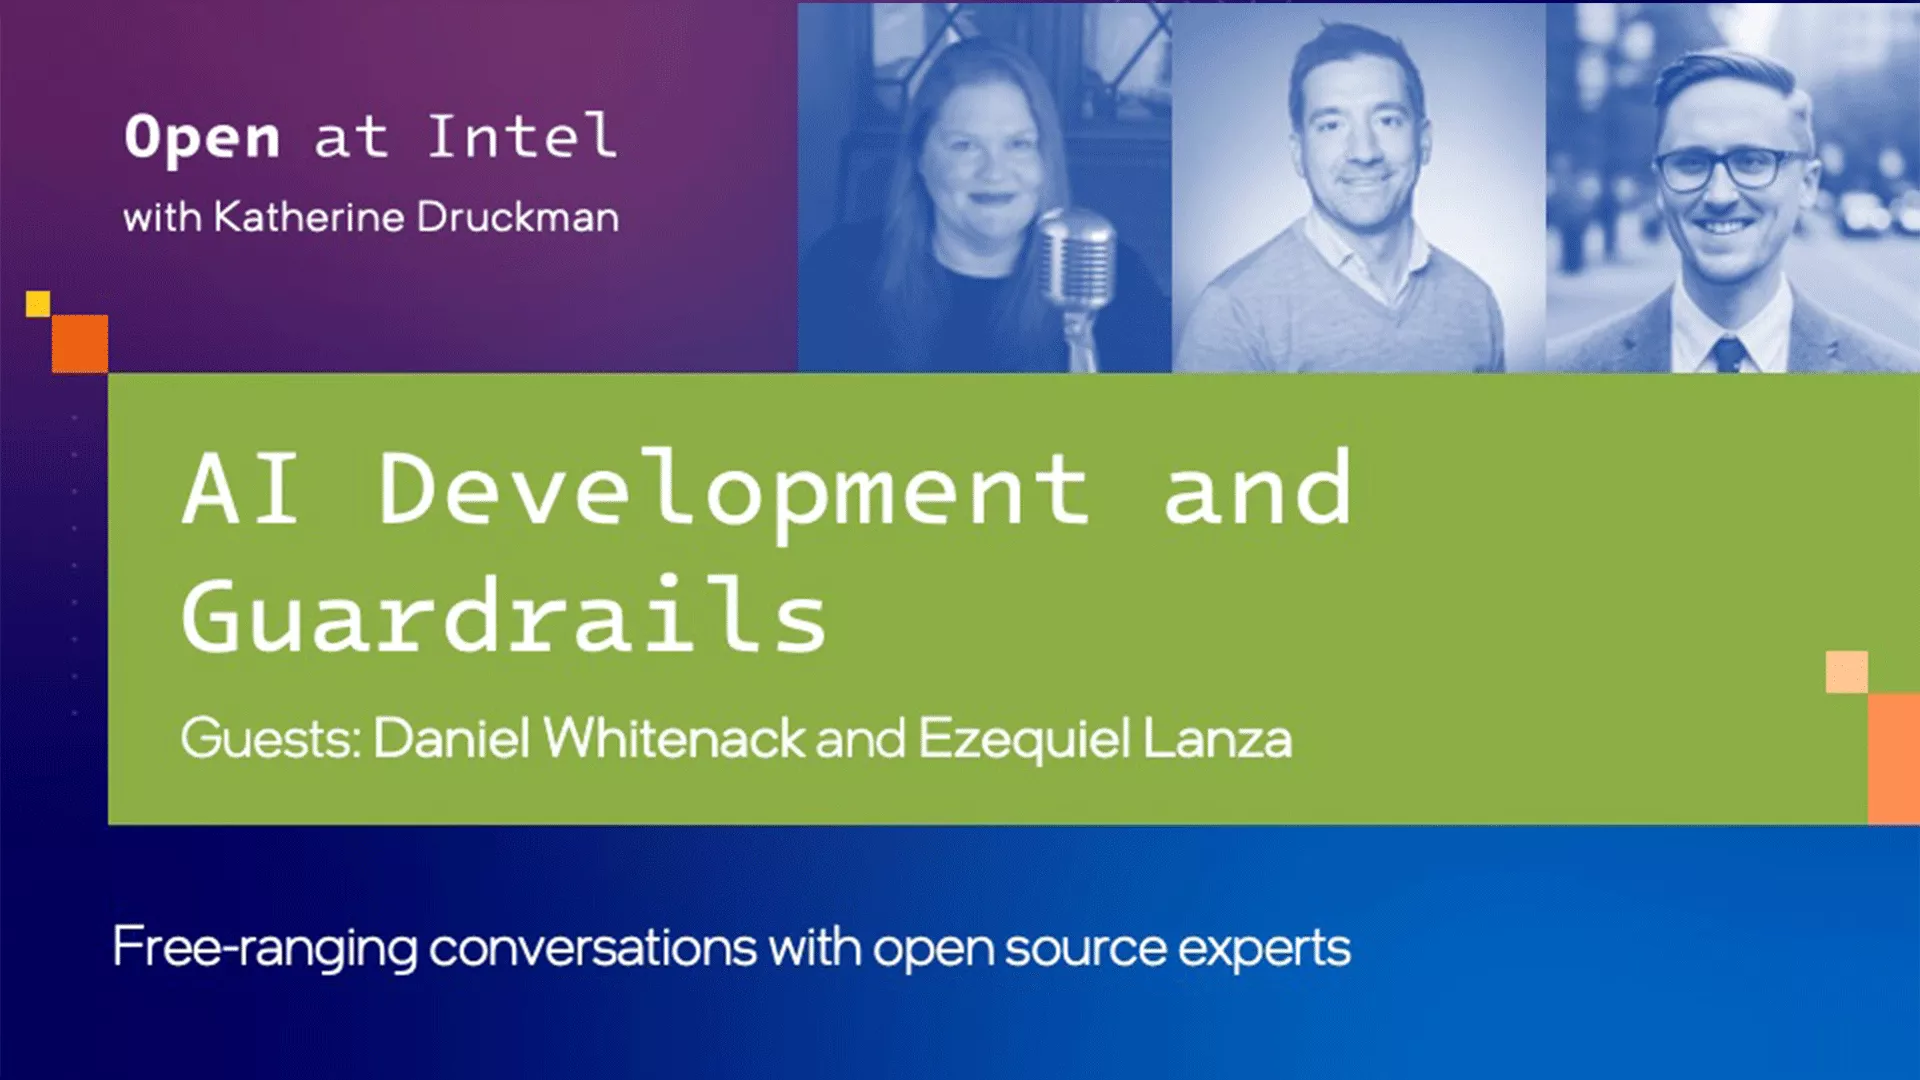 Open at Intel
with Katherine Druckman
AI Development and
Guardrails
Guests: Daniel Whitenack and Ezequiel Lanza
Free-ranging conversations with open source experts